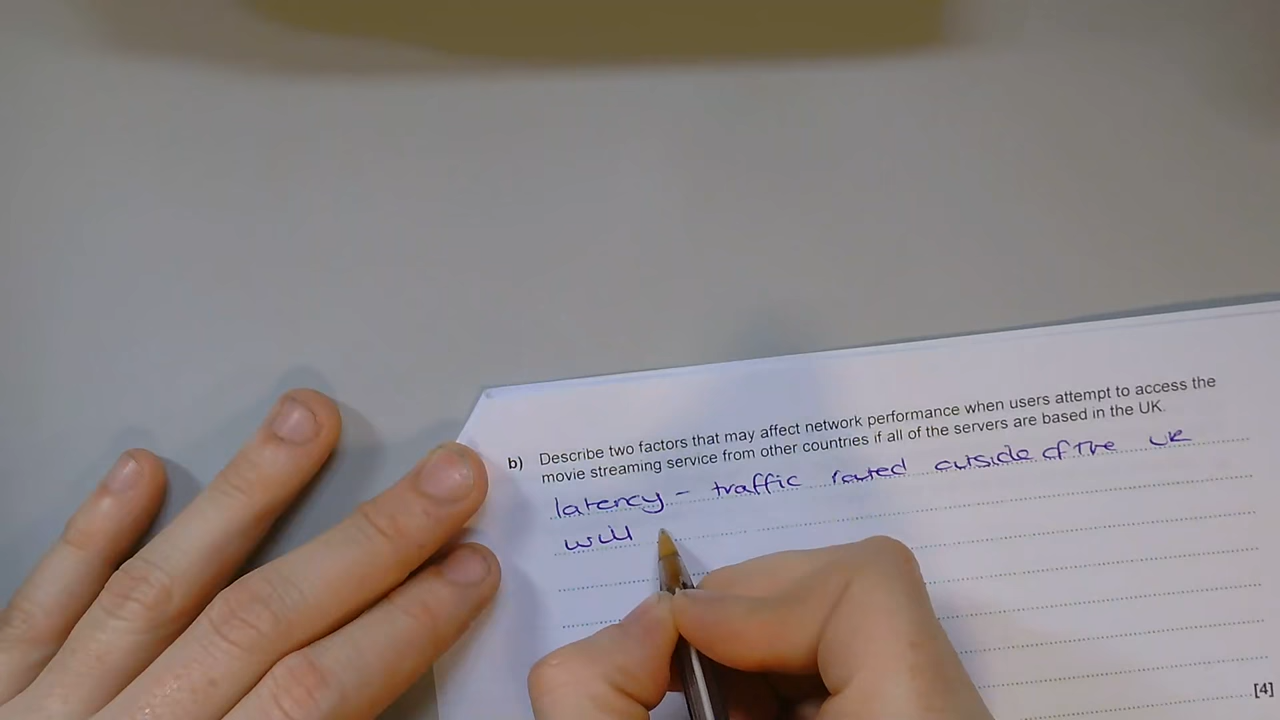 b) Describe two factors that may affect network performance when users attempt to access the
movie streaming service from other countries if all of the servers are based in the UK.
latency - traffic routed outside of the UK
will
[4]